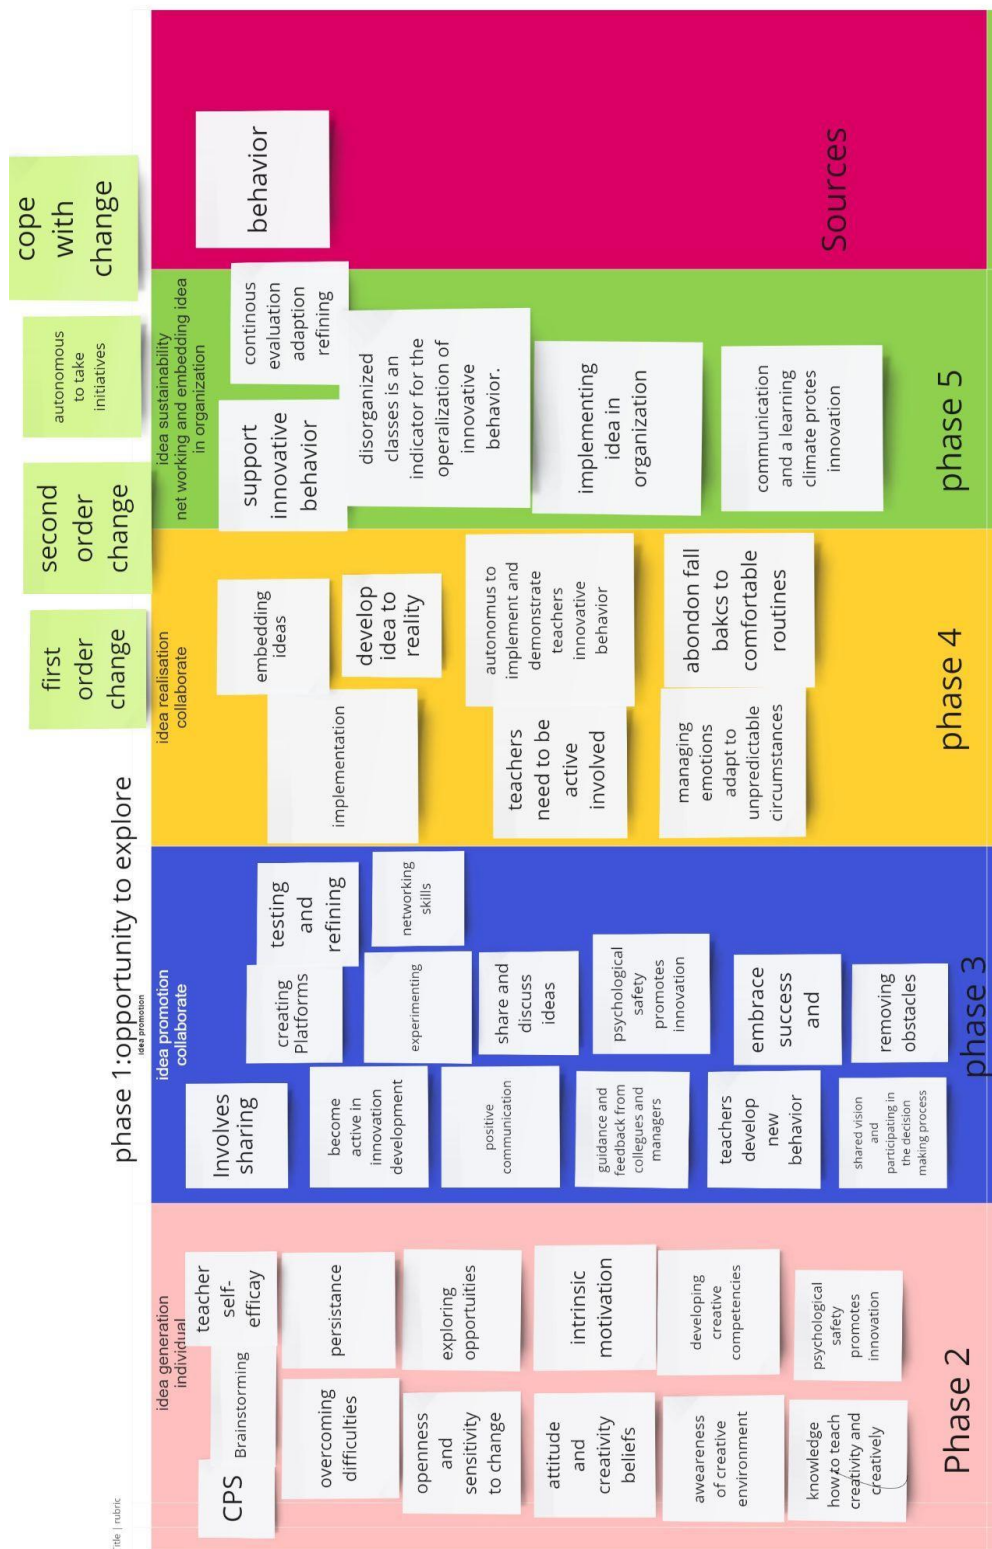 Title | rubric
phase 1:opportunity to explore
idea promotion
first
order
change
second
order
change
autonomous
to take
initiatives
cope
with
change
idea generation
individual
CPS
Brainstorming
teacher
self-
efficay
overcoming
difficulties
persistance
openness
and
sensitivity
to change
exploring
opportuities
attitude
and
creativity
beliefs
intrinsic
motivation
aweareness
of creative
environment
developing
creative
competencies
knowledge
how to teach
creativity and
creatively
psychological
safety
promotes
innovation
Phase 2
idea promotion
collaborate
Involves
sharing
creating
Platforms
testing
and
refining
become
active in
innovation
development
experimenting
networking
skills
positive
communication
share and
discuss
ideas
guidance and
feedback from
collegues and
managers
psychological
safety
promotes
innovation
teachers
develop
new
behavior
embrace
success
and
shared vision
and
participating in
the decision
making process
removing
obstacles
phase 3
idea realisation
collaborate
implementation
embedding
ideas
develop
idea to
reality
teachers
need to be
active
involved
autonomus to
implement and
demonstrate
teachers
innovative
behavior
managing
emotions
adapt to
unpredictable
circumstances
abondon fall
bakcs to
comfortable
routines
phase 4
idea sustainability
net working and embedding idea
in organization
support
innovative
behavior
continous
evaluation
adaption
refining
disorganized
classes is an
indicator for the
operalization of
innovative
behavior.
implementing
idea in
organization
communication
and a learning
climate protes
innovation
phase 5
behavior
Sources